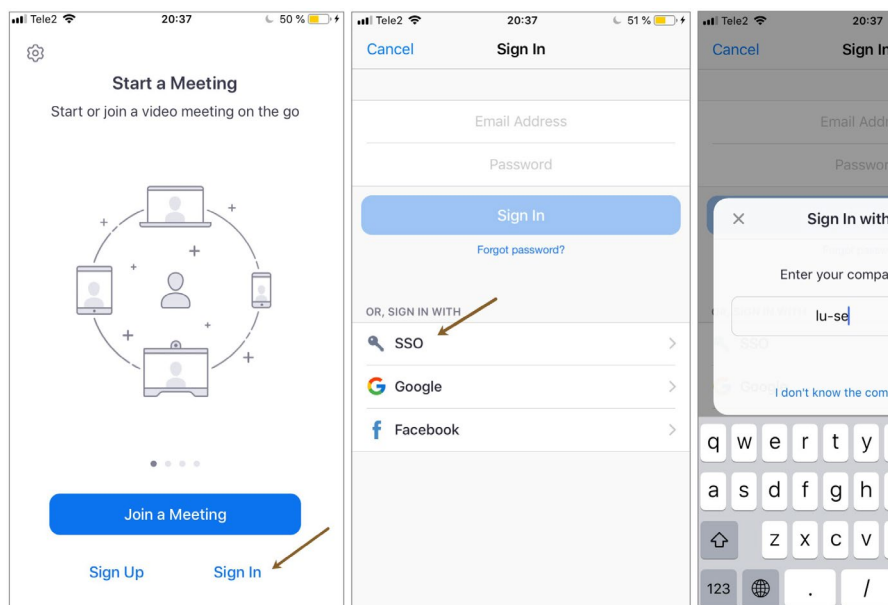 Tele2 20:37 50 %
Start a Meeting
Start or join a video meeting on the go
Join a Meeting
Sign Up Sign In
Tele2 20:37 51 %
Cancel Sign In
Email Address
Password
Sign In
Forgot password?
OR, SIGN IN WITH
SSO
Google
Facebook
Tele2 20:37
Cancel Sign In
Email Addr
Passwor
Sign In with
Enter your compa
lu-se
SSO
I don't know the com
q w e r t y
a s d f g h
z x c v
123 . /